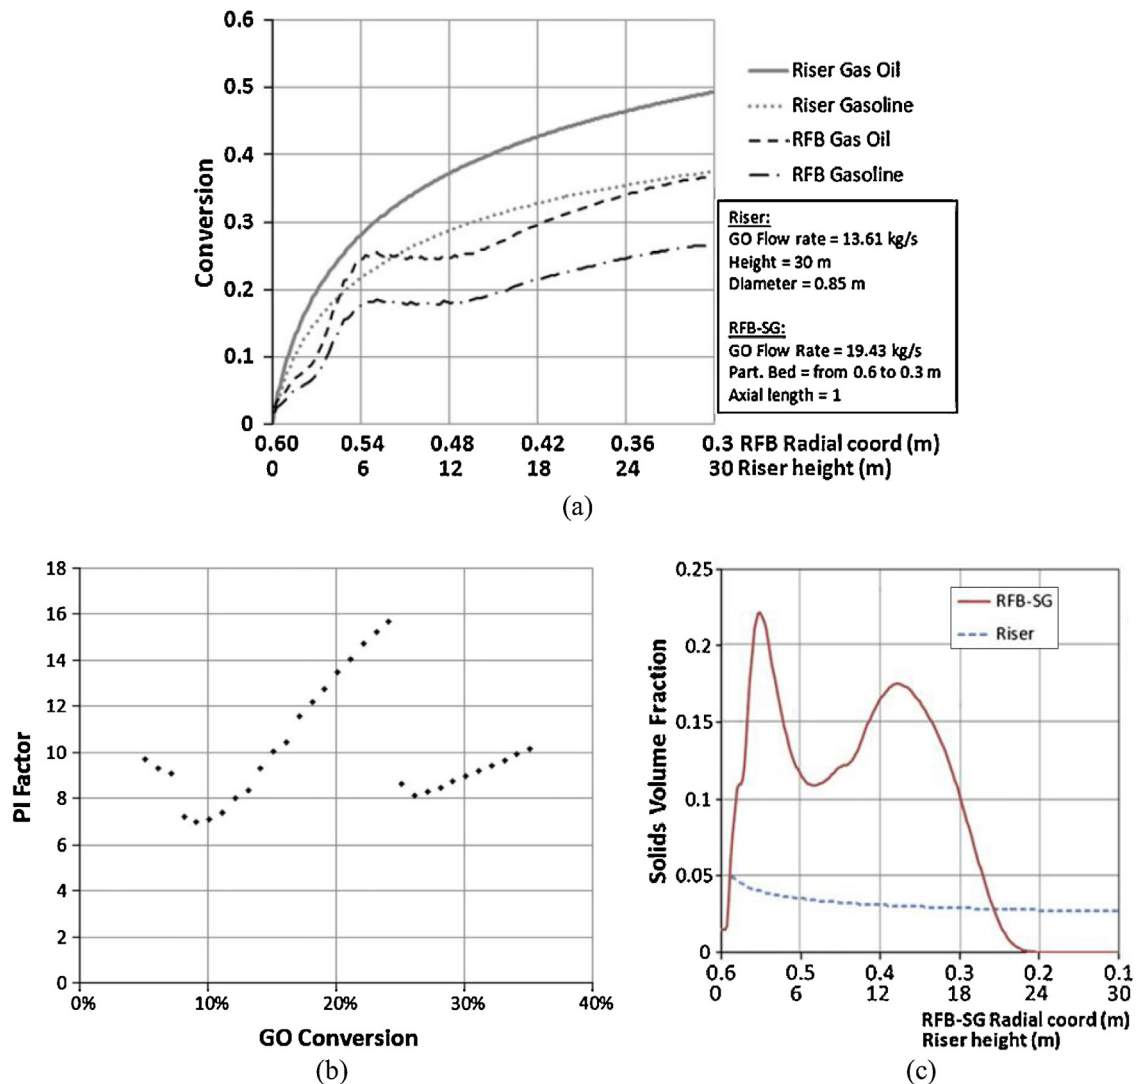 0.6
0.5
0.4
0.3
0.2
0.1
0
Conversion
Riser Gas Oil
Riser Gasoline
RFB Gas Oil
RFB Gasoline
Riser:
GO Flow rate = 13.61 kg/s
Height = 30 m
Diameter = 0.85 m
RFB-SG:
GO Flow Rate = 19.43 kg/s
Part. Bed = from 0.6 to 0.3 m
Axial length = 1
0.60 0.54 0.48 0.42 0.36 0.3 RFB Radial coord (m)
0 6 12 18 24 30 Riser height (m)
(a)
18
16
14
12
10
8
6
4
2
0
PI Factor
0% 10% 20% 30% 40%
GO Conversion
(b)
0.25
0.2
0.15
0.1
0.05
0
Solids Volume Fraction
RFB-SG
Riser
0.6 0.5 0.4 0.3 0.2 0.1
0 6 12 18 24 30
RFB-SG Radial coord (m)
Riser height (m)
(c)